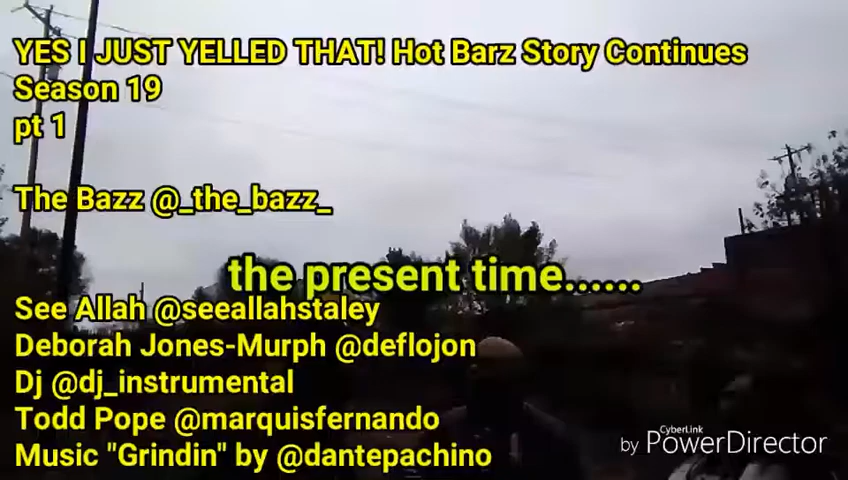 YES I JUST YELLED THAT! Hot Barz Story Continues
Season 19
pt 1
The Bazz @_the_bazz_
the present time......
See Allah @seeallahstaley
Deborah Jones-Murph @deflojon
Dj @dj_instrumental
Todd Pope @marquisfernando
Music "Grindin" by @dantepachino
CyberLink
by PowerDirector